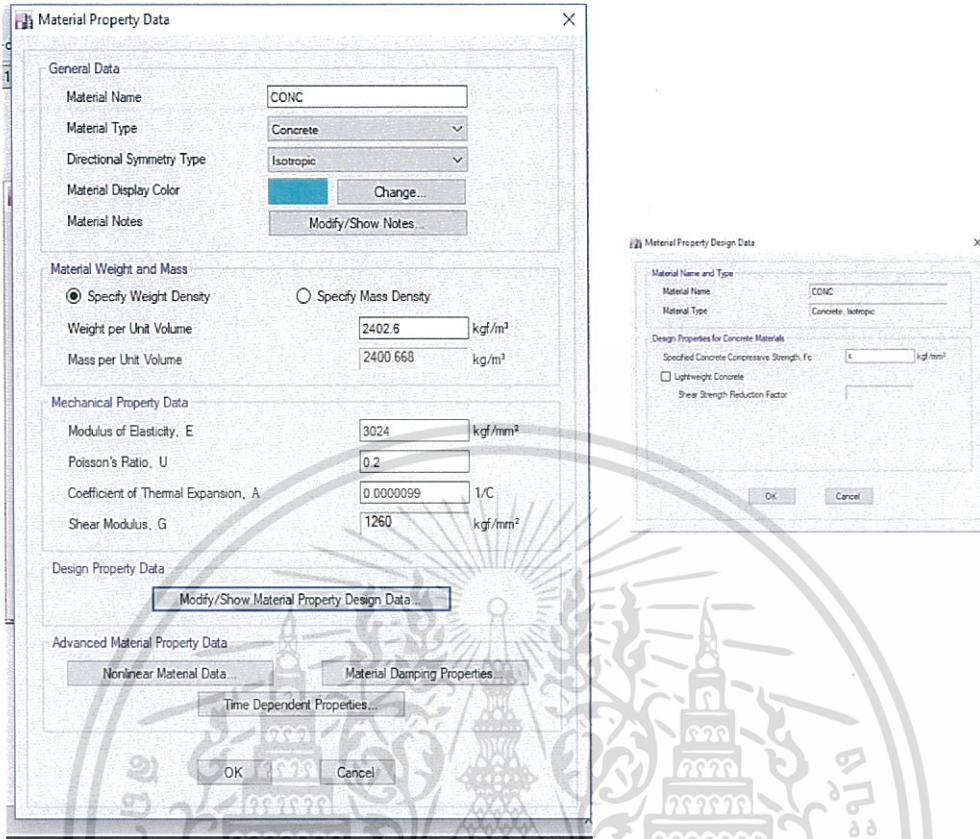 Material Property Data
General Data
Material Name CONC
Material Type Concrete
Directional Symmetry Type Isotropic
Material Display Color Change...
Material Notes Modify/Show Notes...
Material Weight and Mass
Specify Weight Density Specify Mass Density
Weight per Unit Volume 2402.6 kgf/m³
Mass per Unit Volume 2400.668 kg/m³
Mechanical Property Data
Modulus of Elasticity, E 3024 kgf/mm²
Poisson's Ratio, U 0.2
Coefficient of Thermal Expansion, A 0.0000099 1/C
Shear Modulus, G 1260 kgf/mm²
Design Property Data
Modify/Show Material Property Design Data...
Advanced Material Property Data
Nonlinear Material Data... Material Damping Properties...
Time Dependent Properties...
OK Cancel
Material Property Design Data
Material Name and Type
Material Name CONC
Material Type Concrete, Isotropic
Design Properties for Concrete Materials
Specified Concrete Compressive Strength, f'c kgf/mm²
Lightweight Concrete
Shear Strength Reduction Factor
OK Cancel